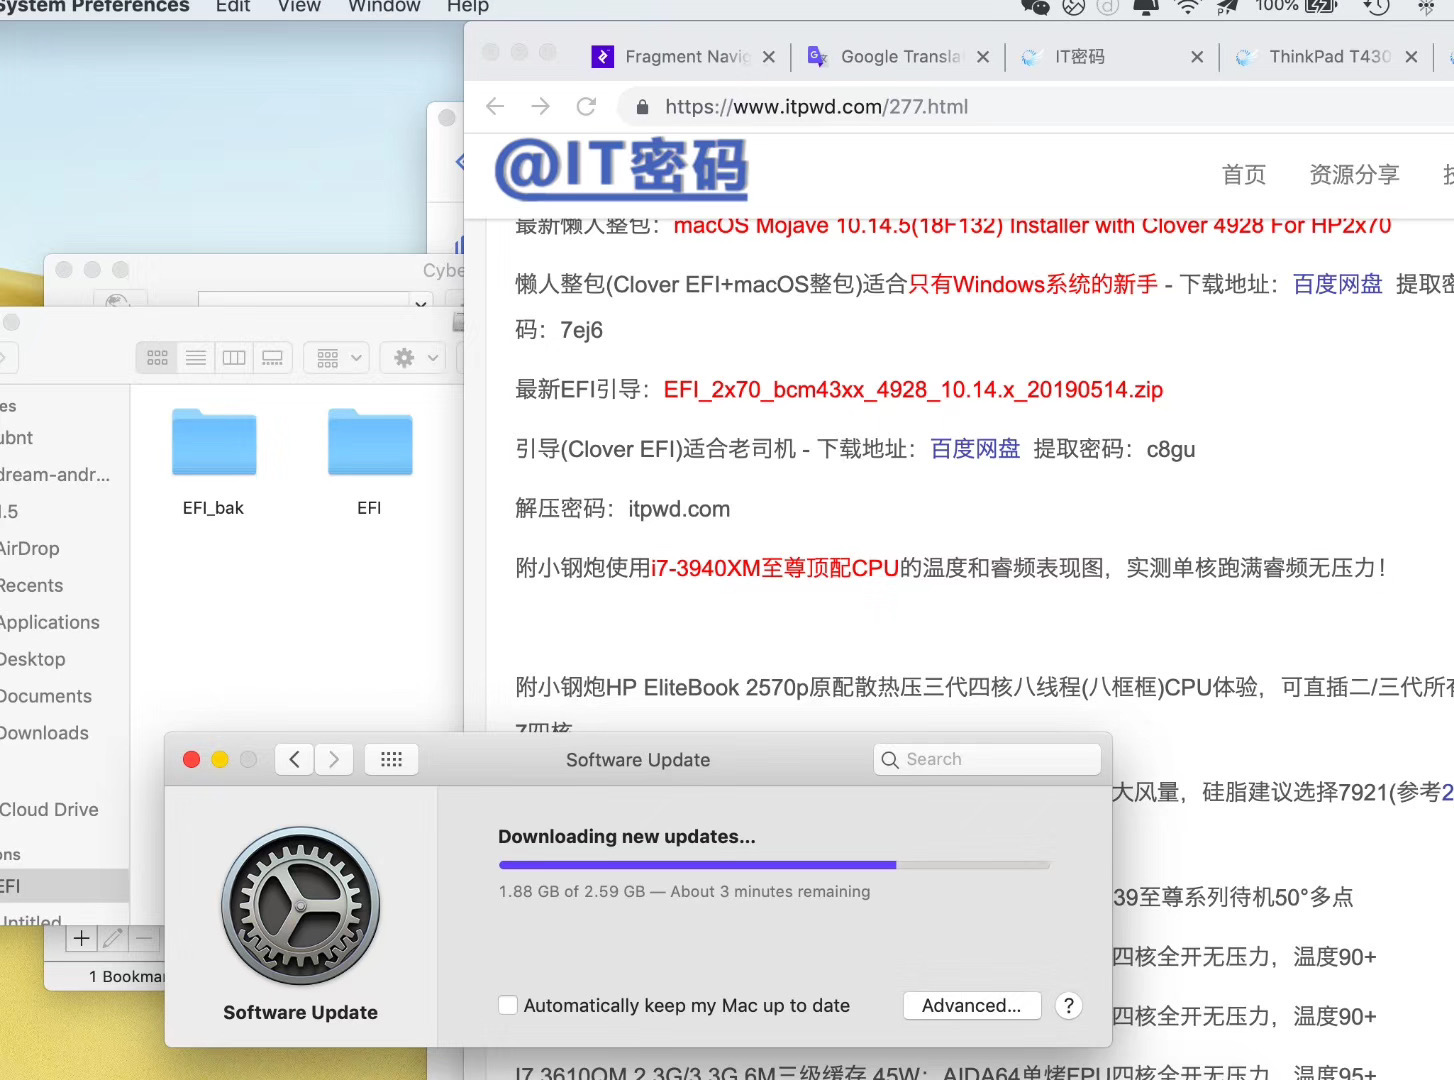 System Preferences Edit View Window Help
100%
Fragment Navig
Google Transla
IT密码
ThinkPad T430
https://www.itpwd.com/277.html
@IT密码
首页 资源分享
最新懒人整包：macOS Mojave 10.14.5(18F132) Installer with Clover 4928 For HP2x70
懒人整包(Clover EFI+macOS整包)适合只有Windows系统的新手 - 下载地址：百度网盘 提取密
码：7ej6
最新EFI引导：EFI_2x70_bcm43xx_4928_10.14.x_20190514.zip
引导(Clover EFI)适合老司机 - 下载地址：百度网盘 提取密码：c8gu
解压密码：itpwd.com
附小钢炮使用i7-3940XM至尊顶配CPU的温度和睿频表现图，实测单核跑满睿频无压力！
附小钢炮HP EliteBook 2570p原配散热压三代四核八线程(八框框)CPU体验，可直插二/三代所有
7四核
大风量，硅脂建议选择7921(参考2
39至尊系列待机50°多点
四核全开无压力，温度90+
四核全开无压力，温度90+
I7 3610QM 2.3G/3.3G 6M三级缓存 45W：AIDA64单烤FPU四核全开无压力，温度95+
Cybe
EFI_bak
EFI
es
ubnt
dream-andr...
.5
AirDrop
Recents
Applications
Desktop
Documents
Downloads
Cloud Drive
ons
EFI
Untitled
1 Bookmar
Software Update
Search
Downloading new updates...
1.88 GB of 2.59 GB — About 3 minutes remaining
Software Update
Automatically keep my Mac up to date
Advanced...
?